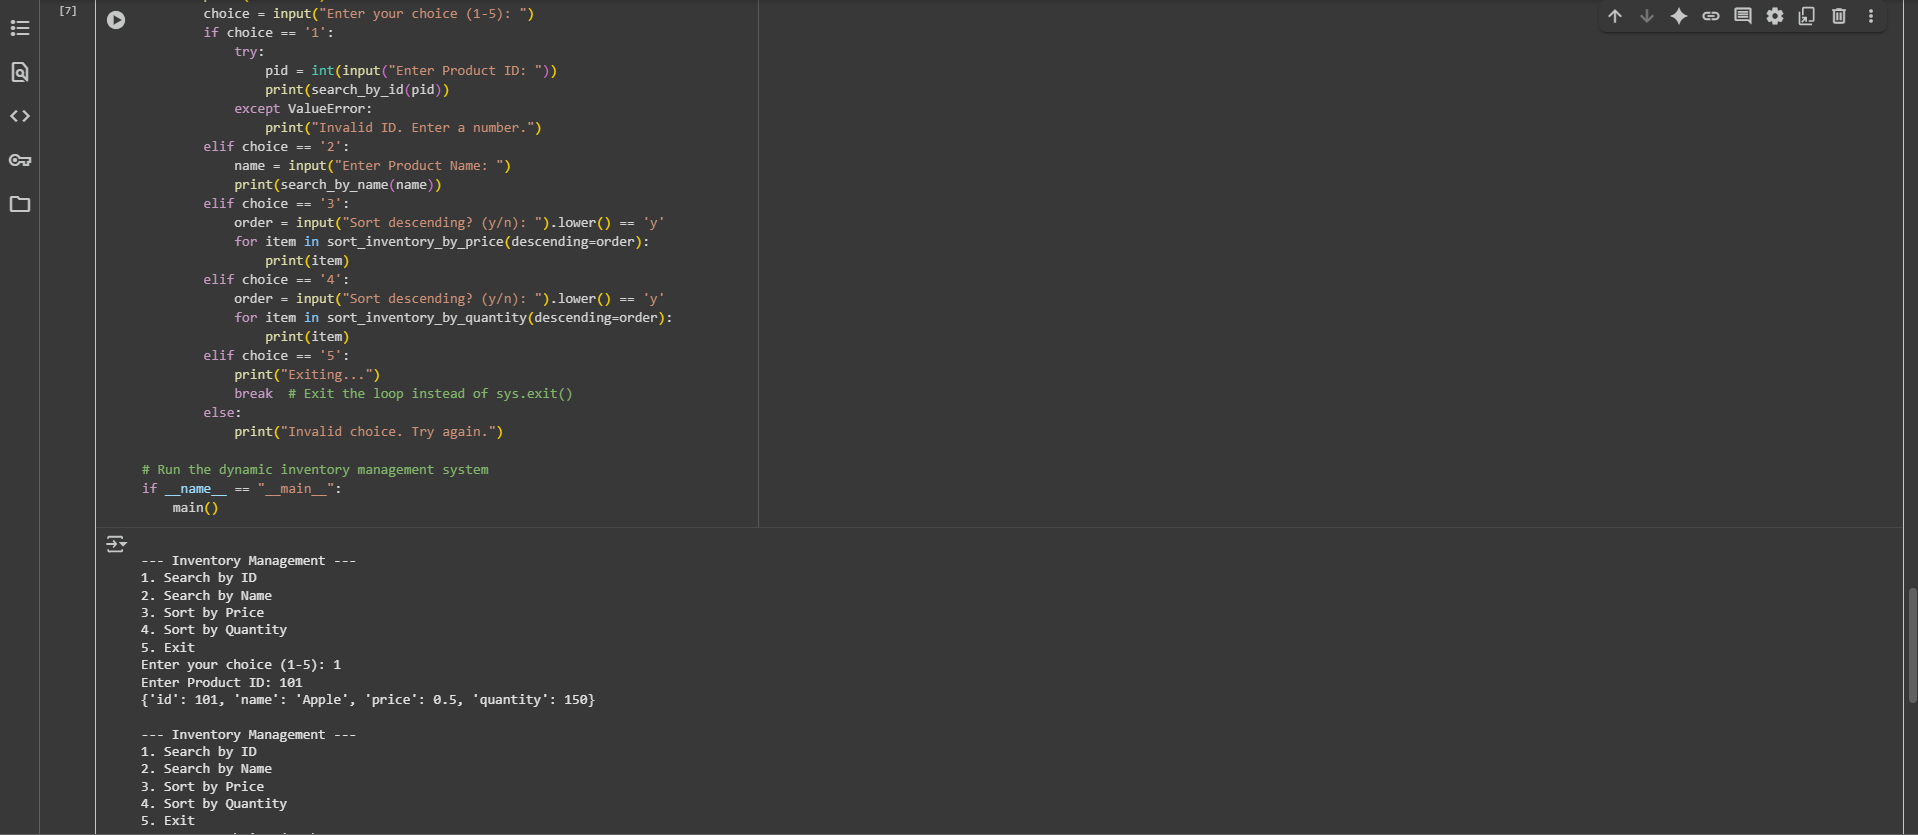 [7]
        choice = input("Enter your choice (1-5): ")
        if choice == '1':
            try:
                pid = int(input("Enter Product ID: "))
                print(search_by_id(pid))
            except ValueError:
                print("Invalid ID. Enter a number.")
        elif choice == '2':
            name = input("Enter Product Name: ")
            print(search_by_name(name))
        elif choice == '3':
            order = input("Sort descending? (y/n): ").lower() == 'y'
            for item in sort_inventory_by_price(descending=order):
                print(item)
        elif choice == '4':
            order = input("Sort descending? (y/n): ").lower() == 'y'
            for item in sort_inventory_by_quantity(descending=order):
                print(item)
        elif choice == '5':
            print("Exiting...")
            break  # Exit the loop instead of sys.exit()
        else:
            print("Invalid choice. Try again.")

# Run the dynamic inventory management system
if __name__ == "__main__":
    main()

--- Inventory Management ---
1. Search by ID
2. Search by Name
3. Sort by Price
4. Sort by Quantity
5. Exit
Enter your choice (1-5): 1
Enter Product ID: 101
{'id': 101, 'name': 'Apple', 'price': 0.5, 'quantity': 150}

--- Inventory Management ---
1. Search by ID
2. Search by Name
3. Sort by Price
4. Sort by Quantity
5. Exit